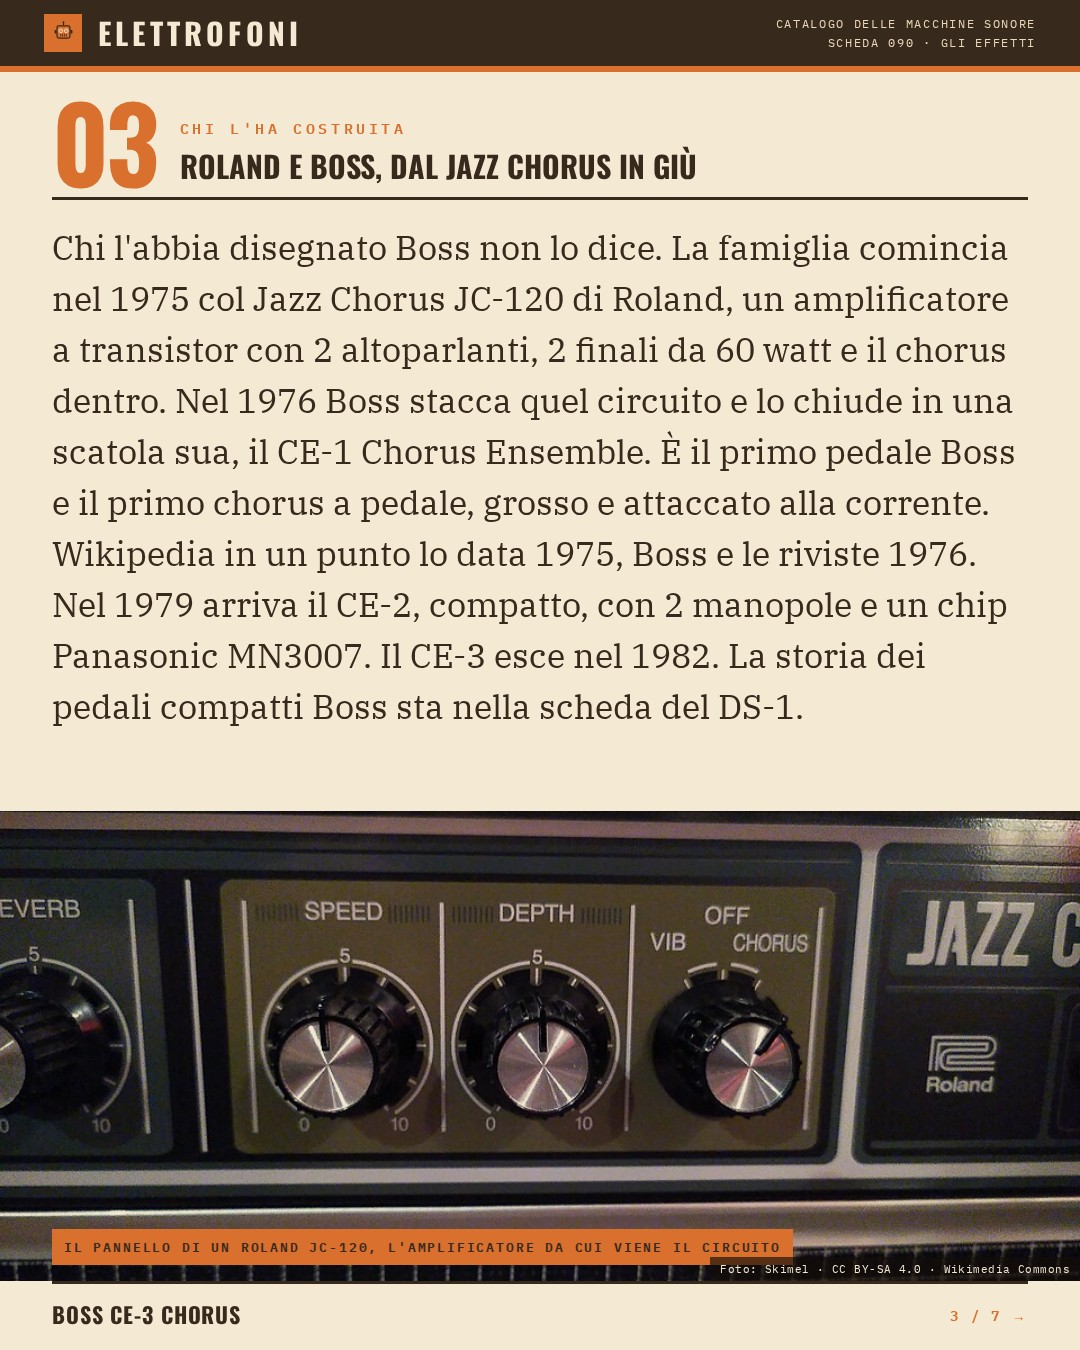 ELETTROFONI
CATALOGO DELLE MACCHINE SONORE
SCHEDA 090 · GLI EFFETTI
03
CHI L'HA COSTRUITA
ROLAND E BOSS, DAL JAZZ CHORUS IN GIÙ
Chi l'abbia disegnato Boss non lo dice. La famiglia comincia
nel 1975 col Jazz Chorus JC-120 di Roland, un amplificatore
a transistor con 2 altoparlanti, 2 finali da 60 watt e il chorus
dentro. Nel 1976 Boss stacca quel circuito e lo chiude in una
scatola sua, il CE-1 Chorus Ensemble. È il primo pedale Boss
e il primo chorus a pedale, grosso e attaccato alla corrente.
Wikipedia in un punto lo data 1975, Boss e le riviste 1976.
Nel 1979 arriva il CE-2, compatto, con 2 manopole e un chip
Panasonic MN3007. Il CE-3 esce nel 1982. La storia dei
pedali compatti Boss sta nella scheda del DS-1.
EVERB
SPEED
DEPTH
OFF
VIB
CHORUS
JAZZ C
5
5
5
Roland
0
10
0
10
0
10
IL PANNELLO DI UN ROLAND JC-120, L'AMPLIFICATORE DA CUI VIENE IL CIRCUITO
Foto: Skimel · CC BY-SA 4.0 · Wikimedia Commons
BOSS CE-3 CHORUS
3 / 7 →